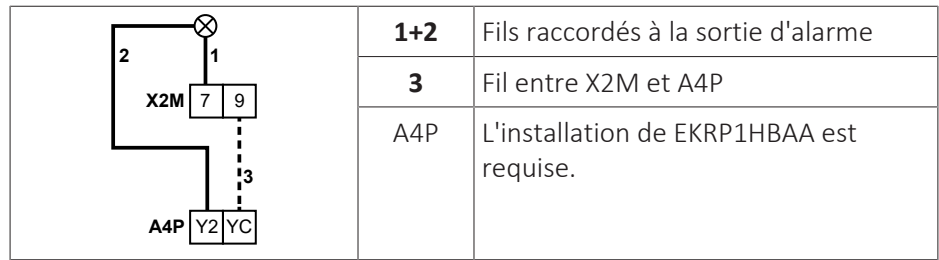 2
1
X2M 7 9
3
A4P Y2 YC
1+2 Fils raccordés à la sortie d'alarme
3 Fil entre X2M et A4P
A4P L'installation de EKRP1HBAA est
requise.